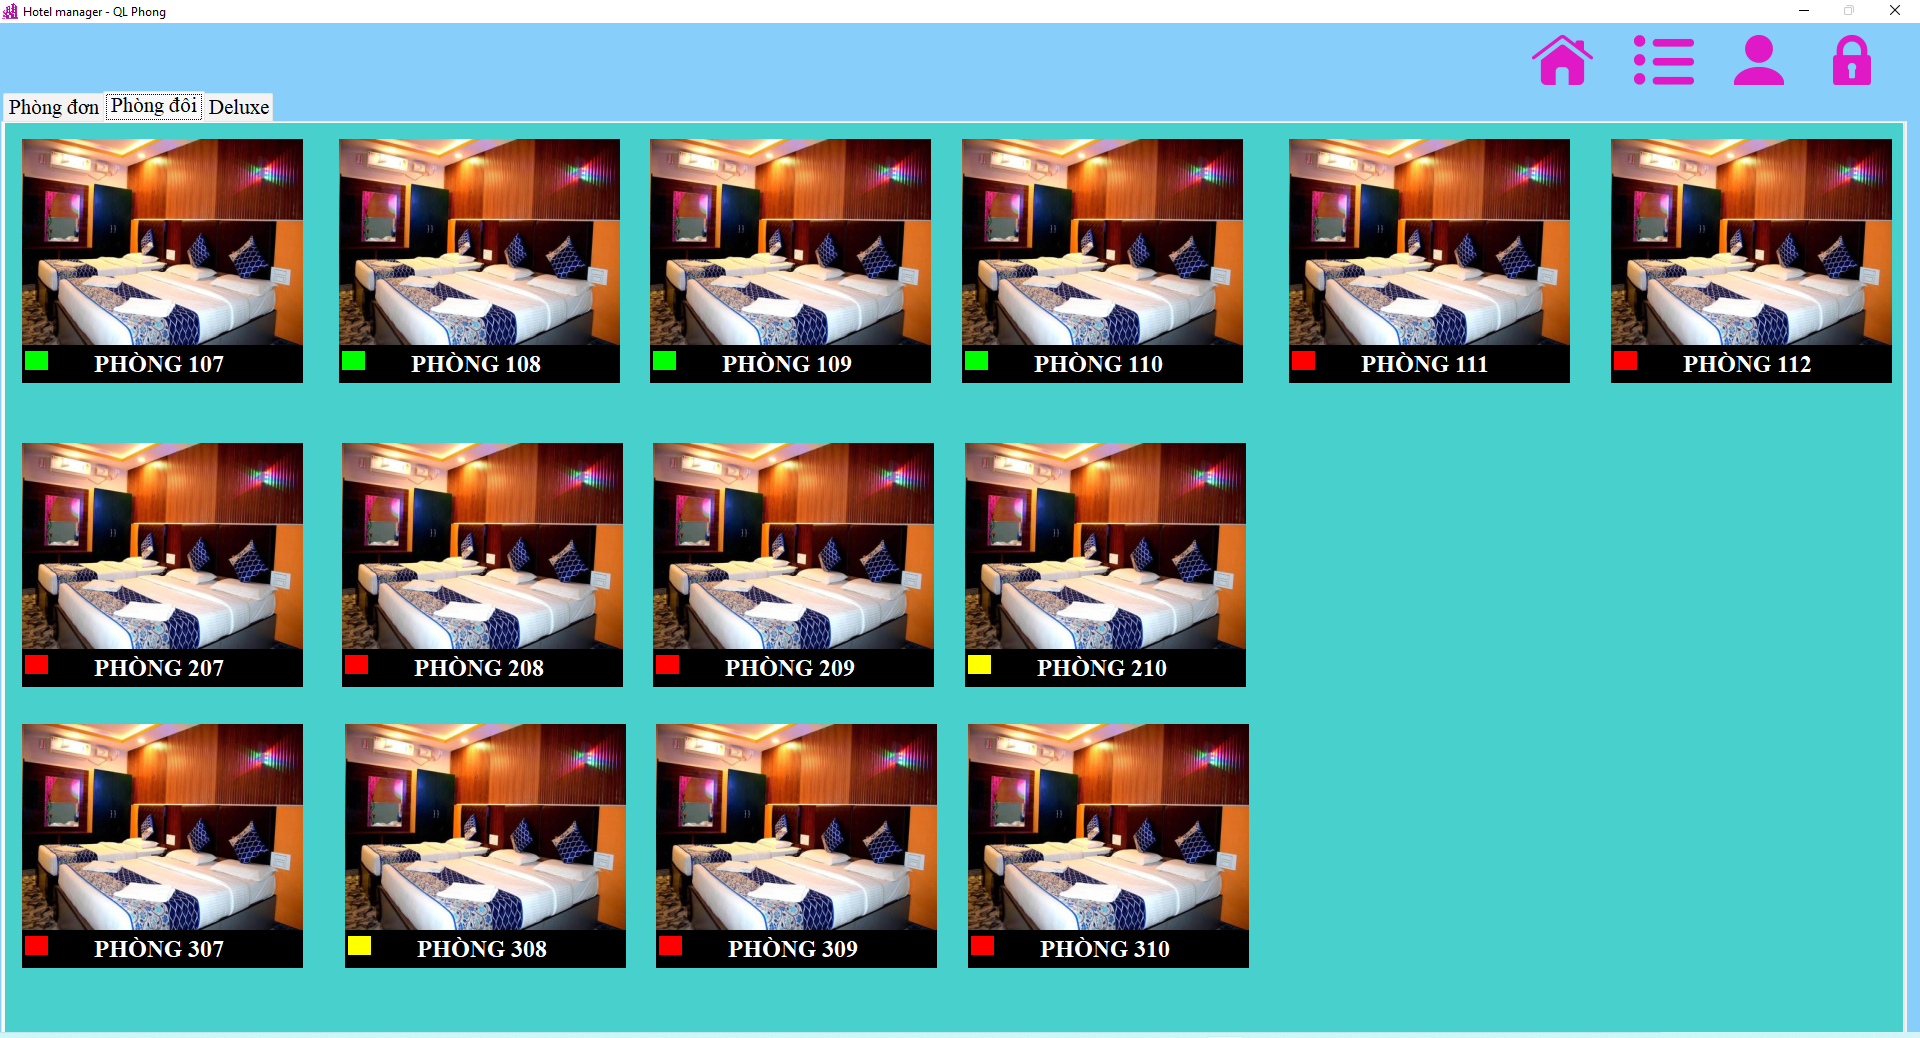 Hotel manager - QL Phong
Phòng đơn Phòng đôi Deluxe
PHÒNG 107 PHÒNG 108 PHÒNG 109 PHÒNG 110 PHÒNG 111 PHÒNG 112
PHÒNG 207 PHÒNG 208 PHÒNG 209 PHÒNG 210
PHÒNG 307 PHÒNG 308 PHÒNG 309 PHÒNG 310